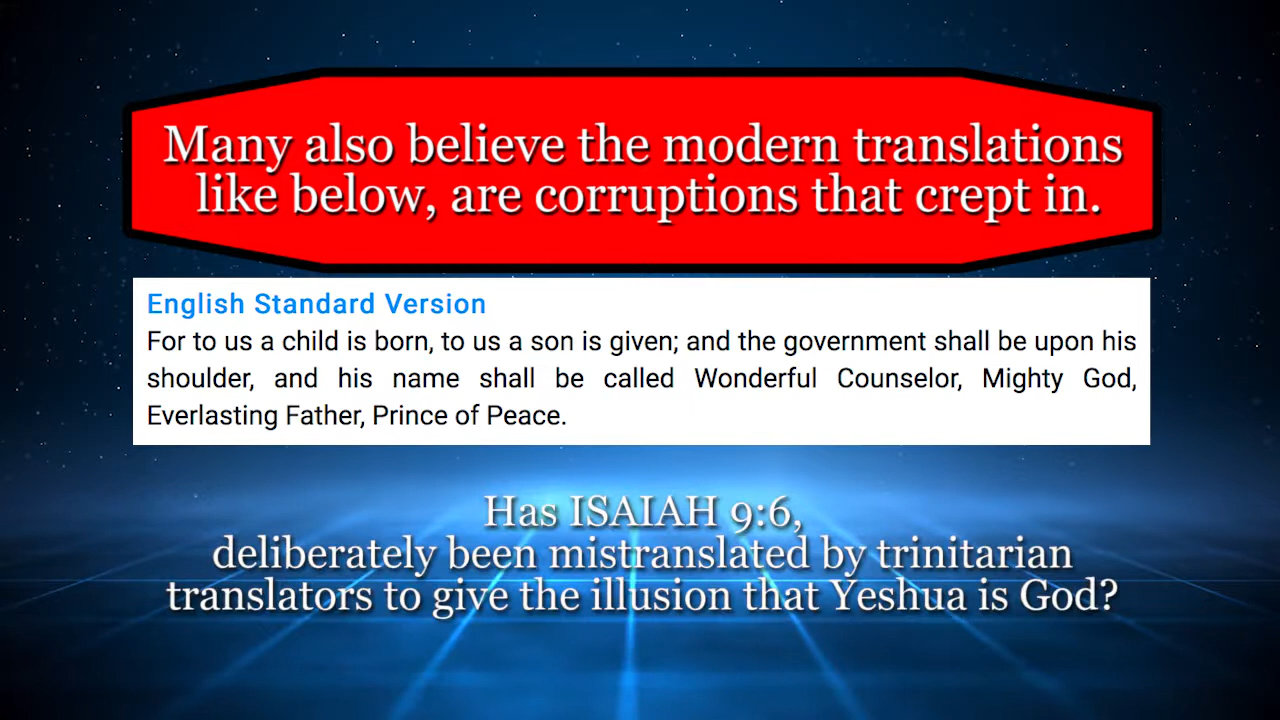 Many also believe the modern translations
like below, are corruptions that crept in.
English Standard Version
For to us a child is born, to us a son is given; and the government shall be upon his
shoulder, and his name shall be called Wonderful Counselor, Mighty God,
Everlasting Father, Prince of Peace.
Has ISAIAH 9:6,
deliberately been mistranslated by trinitarian
translators to give the illusion that Yeshua is God?